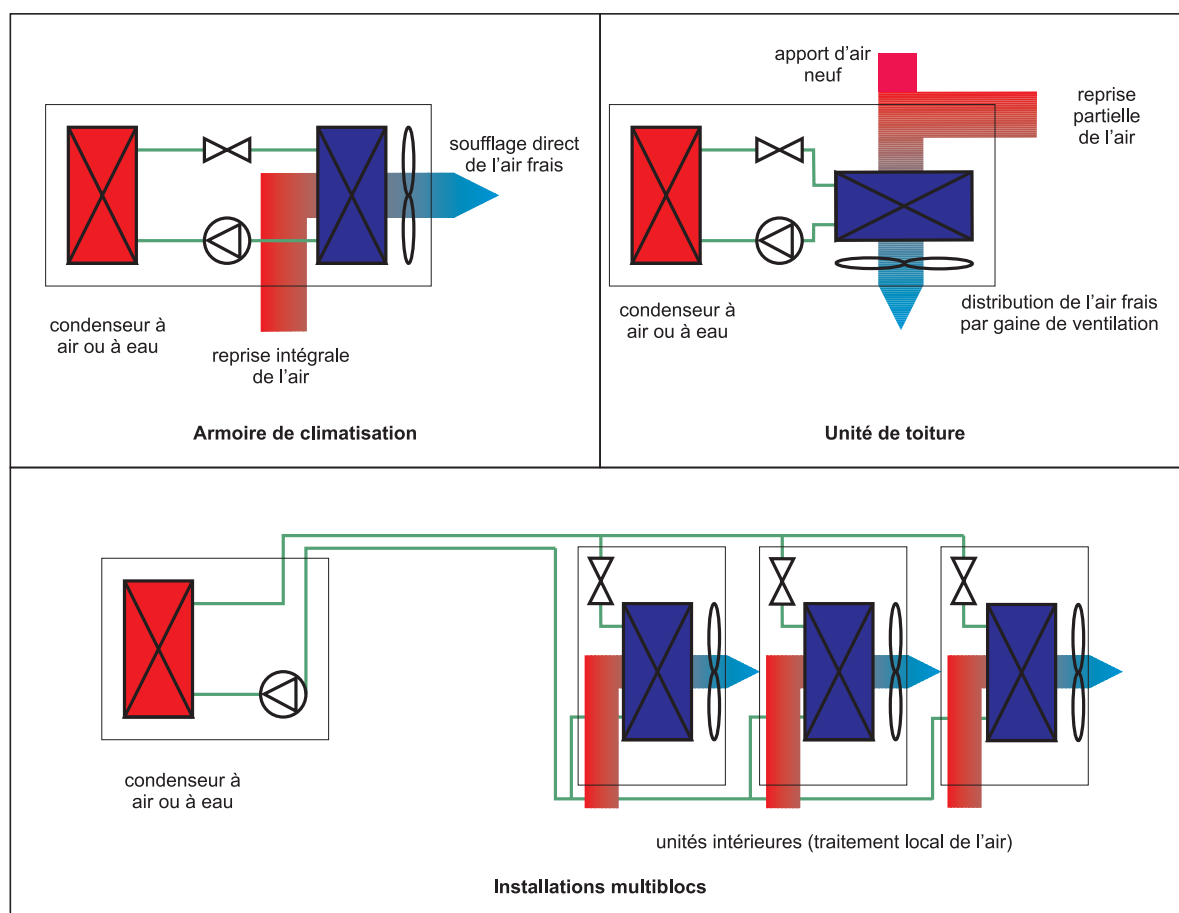 soufflage direct
de l'air frais
condenseur à
air ou à eau
reprise intégrale
de l'air
Armoire de climatisation
apport d'air
neuf
reprise
partielle
de l'air
condenseur à
air ou à eau
distribution de l'air frais
par gaine de ventilation
Unité de toiture
condenseur à
air ou à eau
unités intérieures (traitement local de l'air)
Installations multiblocs